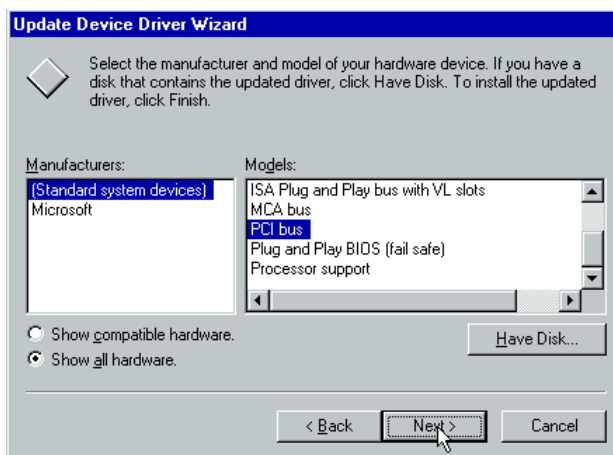 Update Device Driver Wizard
Select the manufacturer and model of your hardware device. If you have a
disk that contains the updated driver, click Have Disk. To install the updated
driver, click Finish.
Manufacturers:
(Standard system devices)
Microsoft
Models:
ISA Plug and Play bus with VL slots
MCA bus
PCI bus
Plug and Play BIOS (fail safe)
Processor support
Show compatible hardware.
Show all hardware.
Have Disk...
< Back
Next >
Cancel